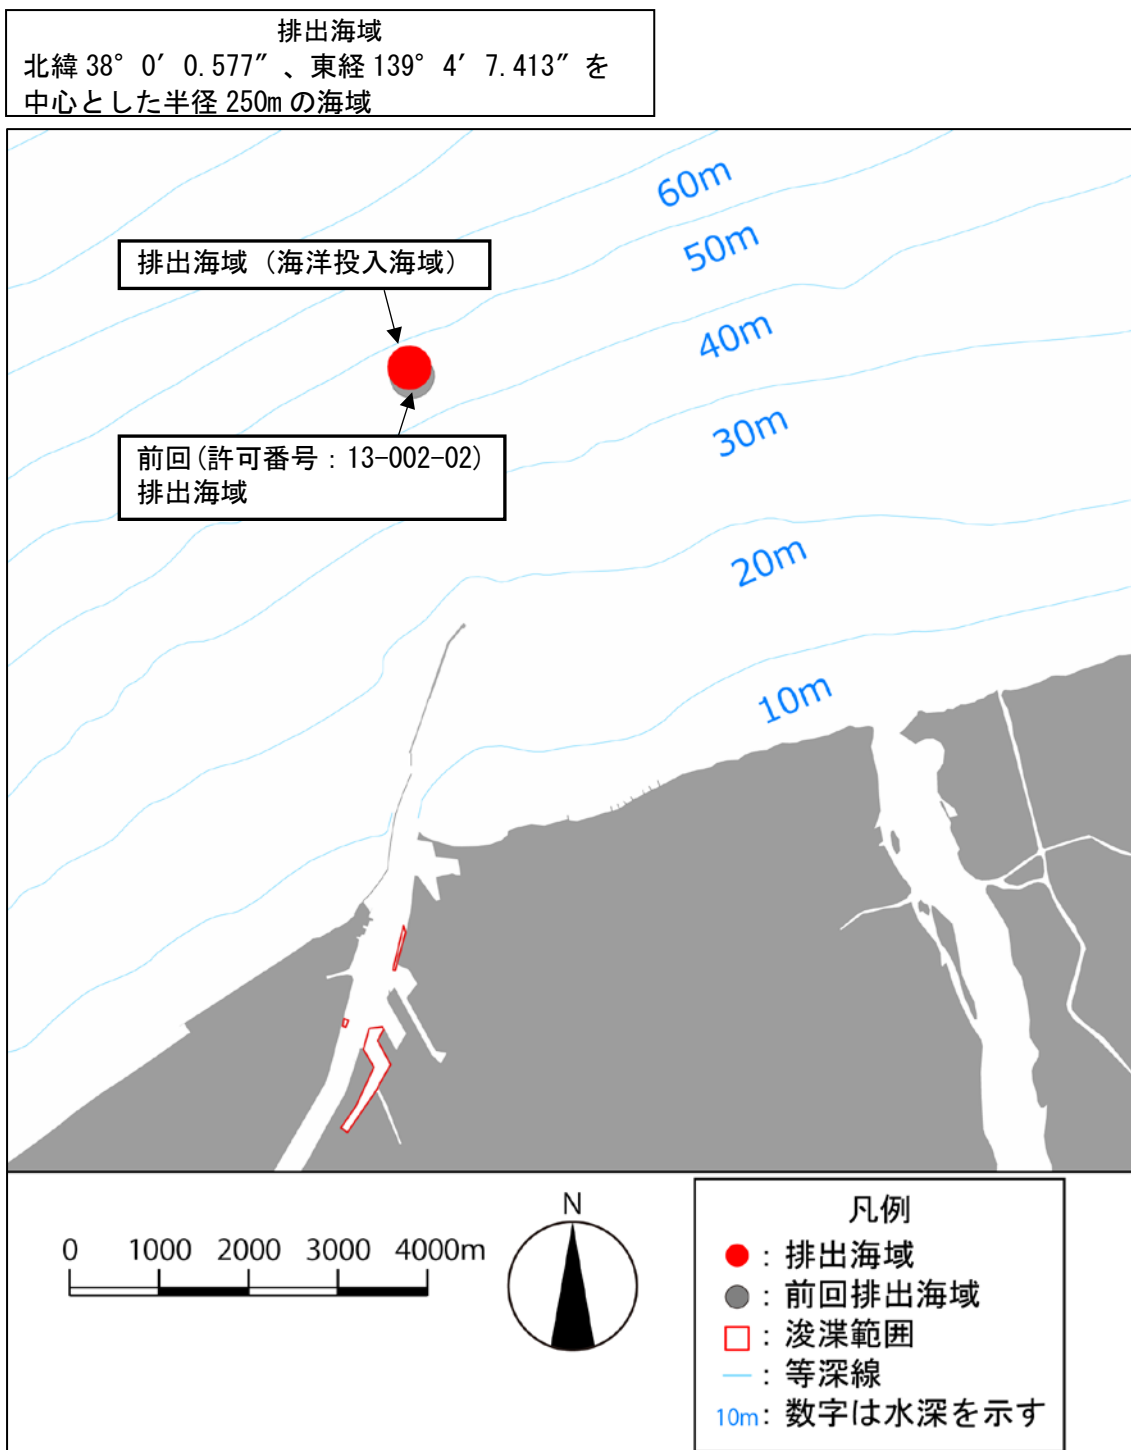 排出海域
北緯 38° 0′ 0.577″ 、東経 139° 4′ 7.413″ を
中心とした半径 250m の海域
60m
50m
排出海域（海洋投入海域）
40m
30m
前回(許可番号：13-002-02)
排出海域
20m
10m
0 1000 2000 3000 4000m
N
凡例
：排出海域
：前回排出海域
：浚渫範囲
：等深線
10m：数字は水深を示す